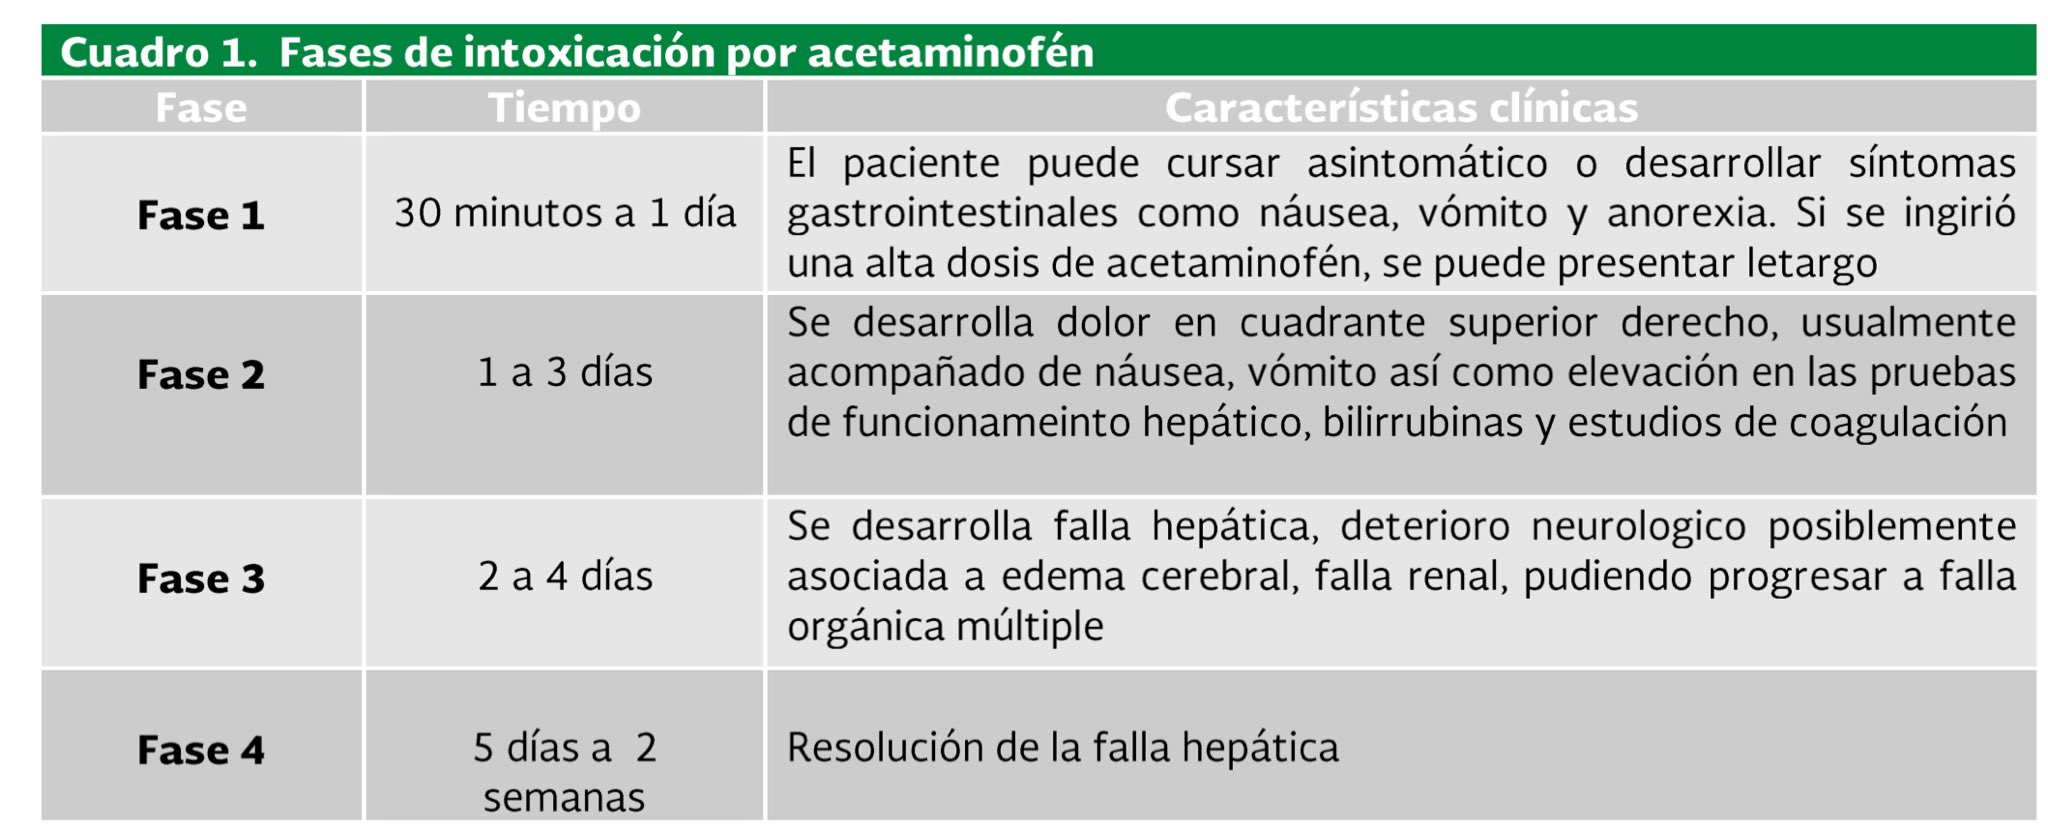 Cuadro 1. Fases de intoxicación por acetaminofén
Fase Tiempo Características clínicas
Fase 1 30 minutos a 1 día
El paciente puede cursar asintomático o desarrollar síntomas
gastrointestinales como náusea, vómito y anorexia. Si se ingirió
una alta dosis de acetaminofén, se puede presentar letargo
Fase 2 1 a 3 días
Se desarrolla dolor en cuadrante superior derecho, usualmente
acompañado de náusea, vómito así como elevación en las pruebas
de funcionameinto hepático, bilirrubinas y estudios de coagulación
Fase 3 2 a 4 días
Se desarrolla falla hepática, deterioro neurologico posiblemente
asociada a edema cerebral, falla renal, pudiendo progresar a falla
orgánica múltiple
Fase 4
5 días a 2
semanas
Resolución de la falla hepática